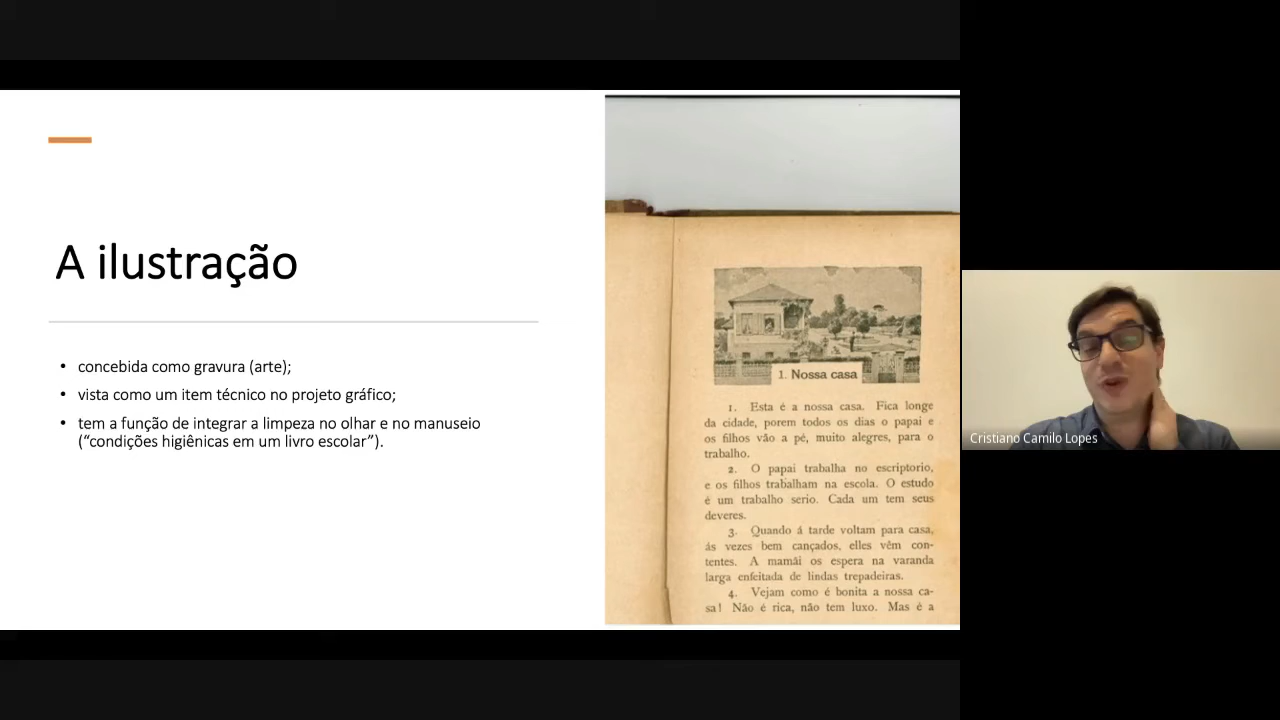 A ilustração
• concebida como gravura (arte);
• vista como um item técnico no projeto gráfico;
• tem a função de integrar a limpeza no olhar e no manuseio
(“condições higiênicas em um livro escolar”).
1. Nossa casa
1. Esta é a nossa casa. Fica longe
da cidade, porem todos os dias o papai e
os filhos vão a pé, muito alegres, para o
trabalho.
2. O papai trabalha no escriptorio,
e os filhos trabalham na escola. O estudo
é um trabalho serio. Cada um tem seus
deveres.
3. Quando á tarde voltam para casa,
ás vezes bem cançados, elles vêm con-
tentes. A mamãi os espera na varanda
larga enfeitada de lindas trepadeiras.
4. Vejam como é bonita a nossa ca-
sa! Não é rica, não tem luxo. Mas é a
Cristiano Camilo Lopes